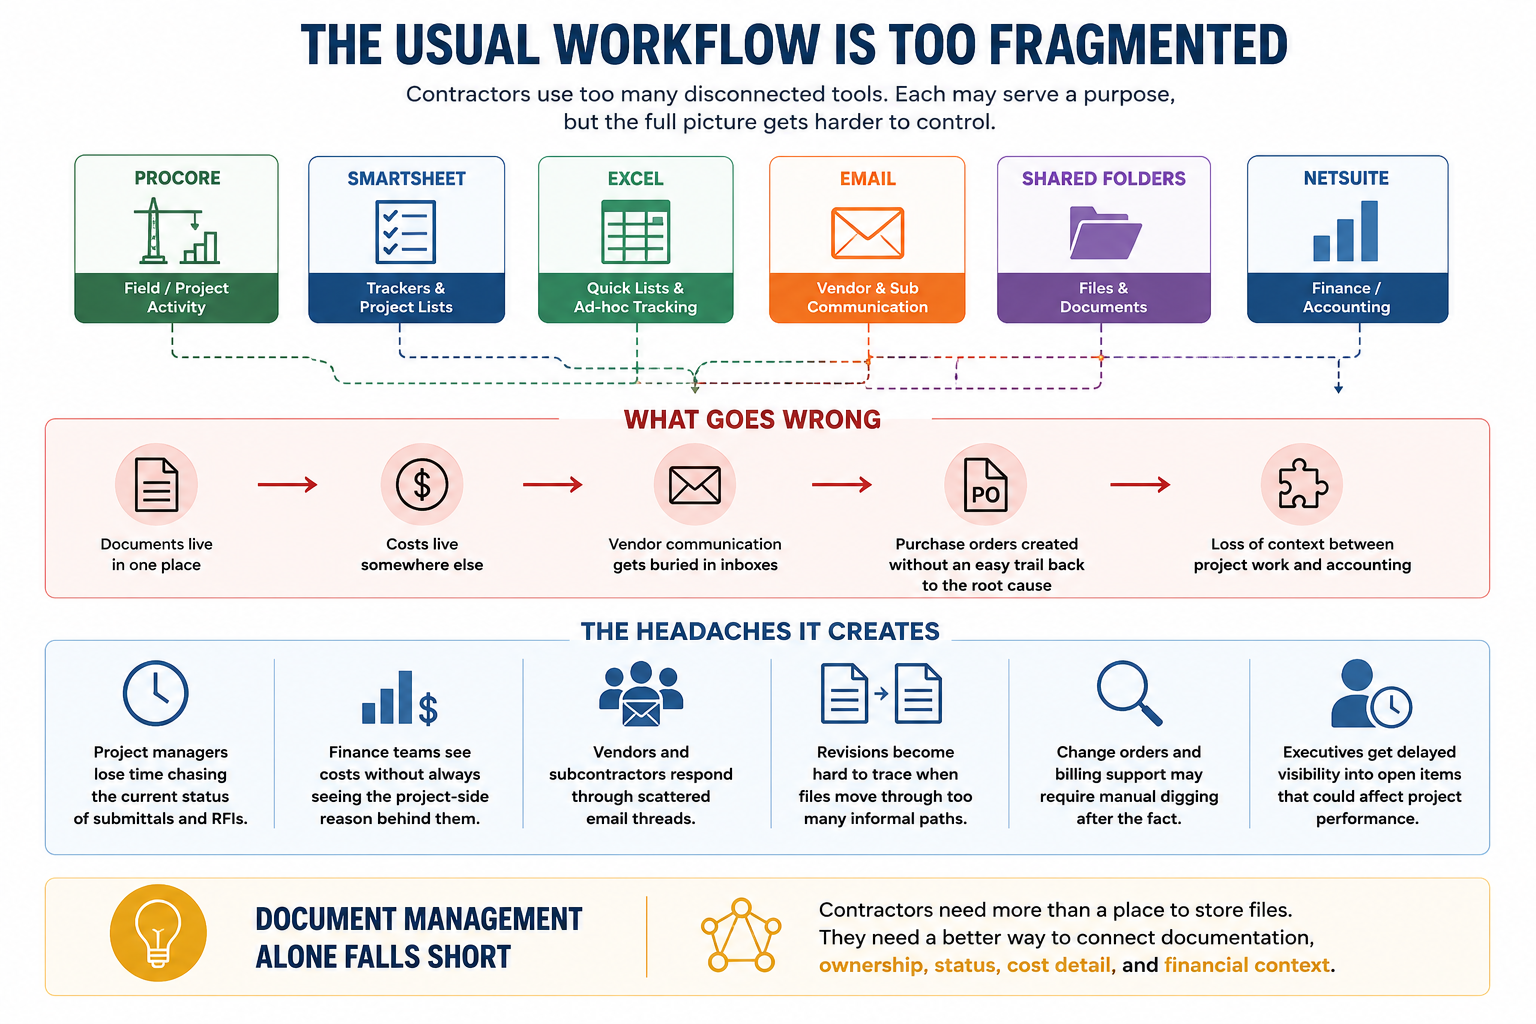 THE USUAL WORKFLOW IS TOO FRAGMENTED
Contractors use too many disconnected tools. Each may serve a purpose,
but the full picture gets harder to control.
PROCORE
Field / Project
Activity
SMARTSHEET
Trackers &
Project Lists
EXCEL
Quick Lists &
Ad-hoc Tracking
EMAIL
Vendor & Sub
Communication
SHARED FOLDERS
Files &
Documents
NETSUITE
Finance /
Accounting
WHAT GOES WRONG
Documents live
in one place
$
Costs live
somewhere else
Vendor communication
gets buried in inboxes
PO
Purchase orders created
without an easy trail back
to the root cause
Loss of context between
project work and accounting
THE HEADACHES IT CREATES
Project managers
lose time chasing
the current status
of submittals and RFIs.
$
Finance teams see
costs without always
seeing the project-side
reason behind them.
Vendors and
subcontractors respond
through scattered
email threads.
Revisions become
hard to trace when
files move through too
many informal paths.
Change orders and
billing support may
require manual digging
after the fact.
Executives get delayed
visibility into open items
that could affect project
performance.
DOCUMENT MANAGEMENT
ALONE FALLS SHORT
Contractors need more than a place to store files.
They need a better way to connect documentation,
ownership, status, cost detail, and financial context.